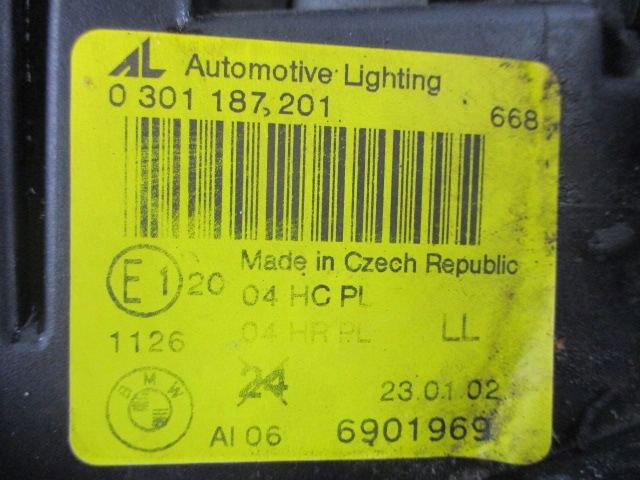 AL Automotive Lighting
0 301 187 201 668
Made in Czech Republic
E1 20 04 HC PL
1126 04 HR PL LL
BMW 24 23.01.02
AI 06 6901969